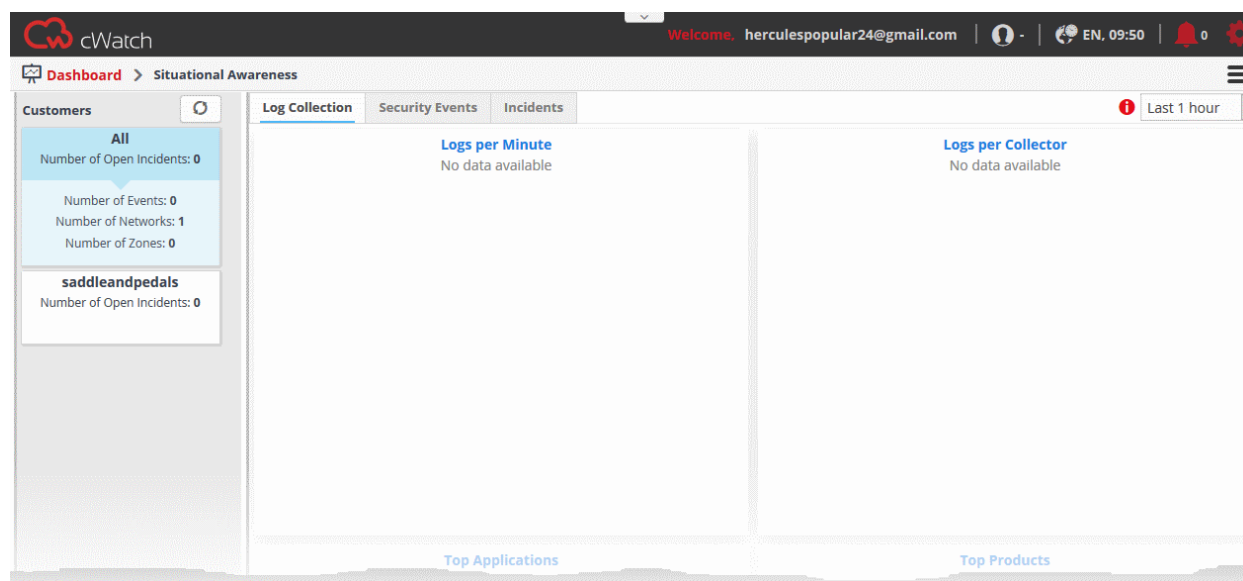 cWatch
Welcome, herculespopular24@gmail.com - EN, 09:50 0
Dashboard > Situational Awareness
Customers
Log Collection Security Events Incidents
Last 1 hour
All
Number of Open Incidents: 0
Number of Events: 0
Number of Networks: 1
Number of Zones: 0
saddleandpedals
Number of Open Incidents: 0
Logs per Minute
No data available
Logs per Collector
No data available
Top Applications
Top Products